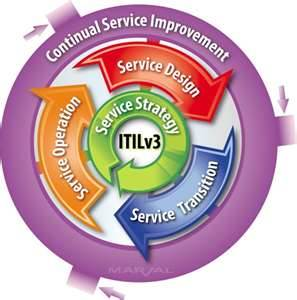 Continual Service Improvement
Service Design
Service Strategy
ITILv3
Service Operation
Service Transition
MARVAL